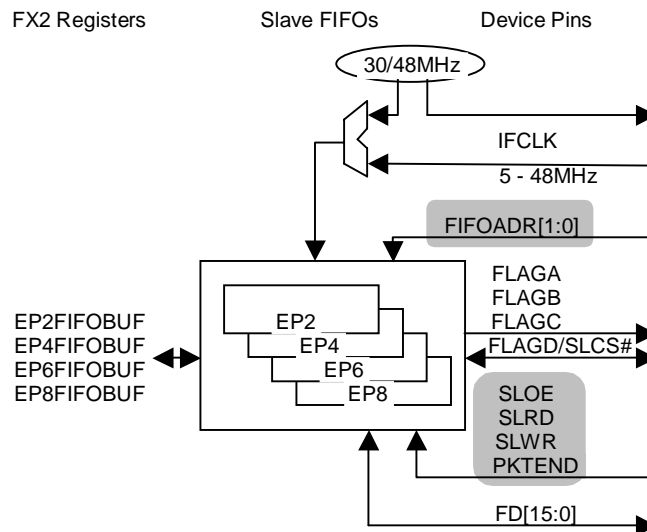 FX2 Registers
Slave FIFOs
Device Pins
30/48MHz
IFCLK
5 - 48MHz
FIFOADR[1:0]
FLAGA
FLAGB
FLAGC
FLAGD/SLCS#
EP2
EP4
EP6
EP8
EP2FIFOBUF
EP4FIFOBUF
EP6FIFOBUF
EP8FIFOBUF
SLOE
SLRD
SLWR
PKTEND
FD[15:0]